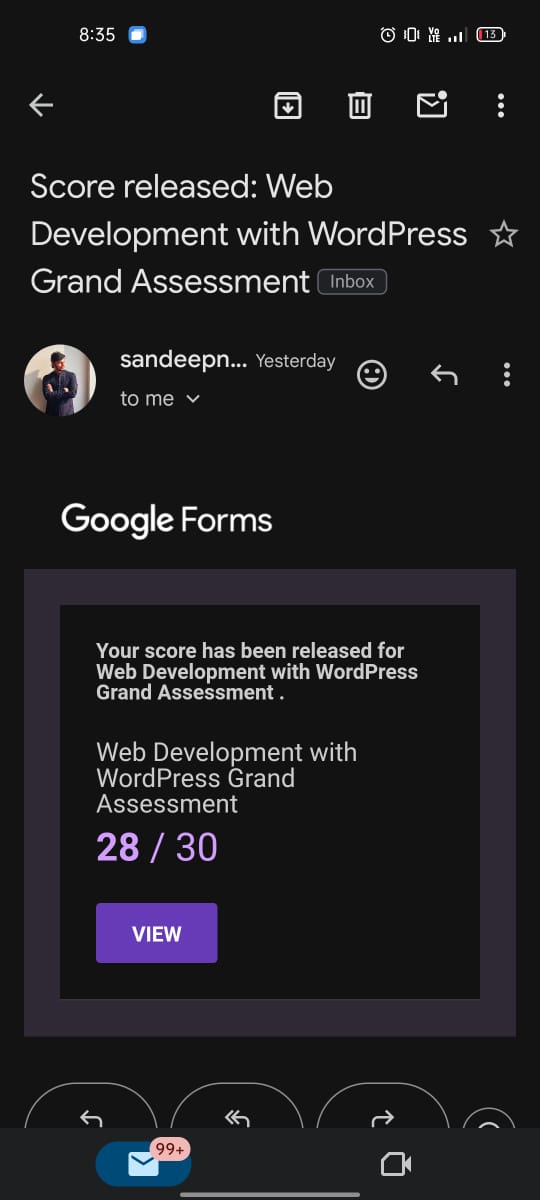 8:35
Vo
LTE
13
Score released: Web
Development with WordPress
Grand Assessment Inbox
sandeepn... Yesterday
to me
Google Forms
Your score has been released for
Web Development with WordPress
Grand Assessment .
Web Development with
WordPress Grand
Assessment
28 / 30
VIEW
99+